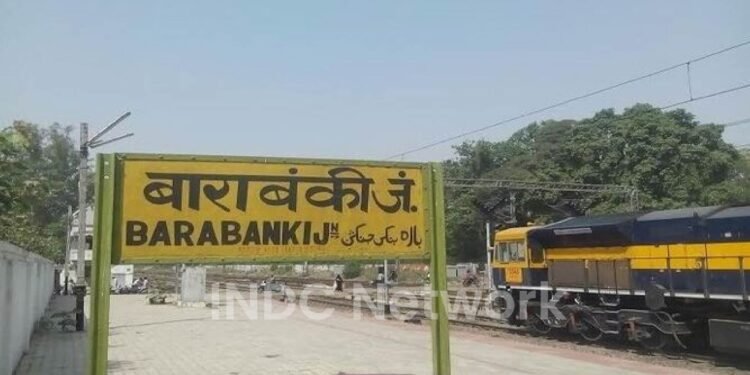 बाराबंकी जं.
BARABANKI JN بارہ بنکی جنکشن
INDC Network